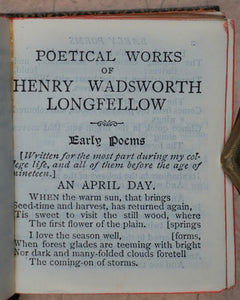 POETICAL WORKS
OF
HENRY WADSWORTH
LONGFELLOW
Early Poems
[Written for the most part during my col-
lege life, and all of them before the age of
nineteen.]
AN APRIL DAY.
WHEN the warm sun, that brings
Seed-time and harvest, has returned again,
'Tis sweet to visit the still wood, where
The first flower of the plain. [springs
I love the season well, [forms,
When forest glades are teeming with bright
Nor dark and many-folded clouds foretell
The coming-on of storms.